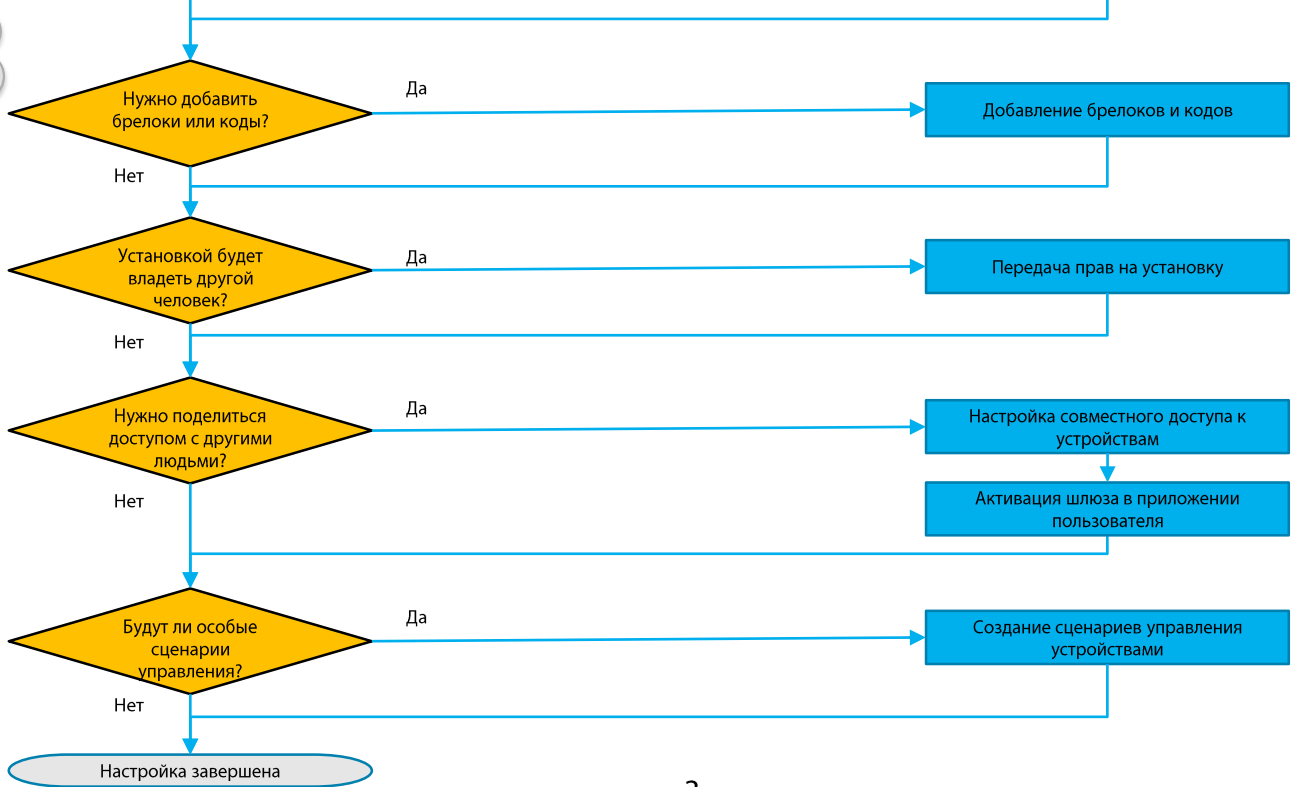 Да
Нужно добавить
брелоки или коды?
Добавление брелоков и кодов
Нет
Да
Установкой будет
владеть другой
человек?
Передача прав на установку
Нет
Да
Нужно поделиться
доступом с другими
людьми?
Настройка совместного доступа к
устройствам
Нет
Активация шлюза в приложении
пользователя
Да
Будут ли особые
сценарии
управления?
Создание сценариев управления
устройствами
Нет
Настройка завершена